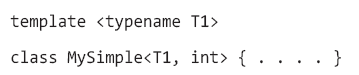 template <typename T1>
class MySimple<T1, int> { . . . . }